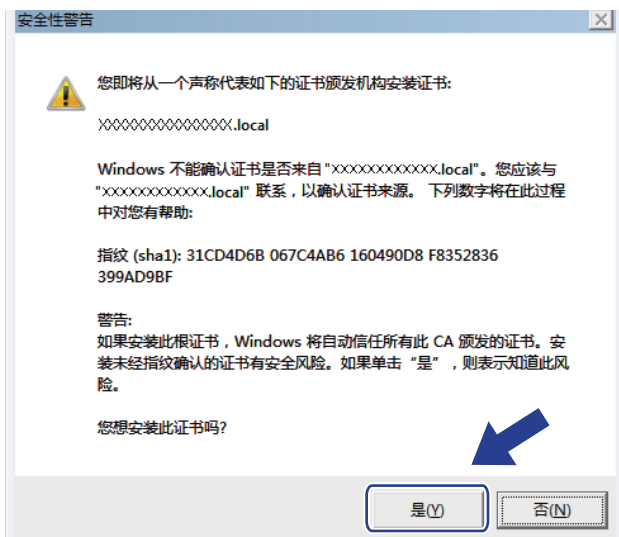 安全性警告
您即将从一个声称代表如下的证书颁发机构安装证书:
XXXXXXXXXXXXXXX.local
Windows 不能确认证书是否来自"XXXXXXXXXXXX.local"。您应该与
"XXXXXXXXXXXX.local" 联系，以确认证书来源。 下列数字将在此过程
中对您有帮助:
指纹 (sha1): 31CD4D6B 067C4AB6 160490D8 F8352836
399AD9BF
警告:
如果安装此根证书，Windows 将自动信任所有此 CA 颁发的证书。安
装未经指纹确认的证书有安全风险。如果单击“是”，则表示知道此风
险。
您想安装此证书吗?
是(Y)
否(N)